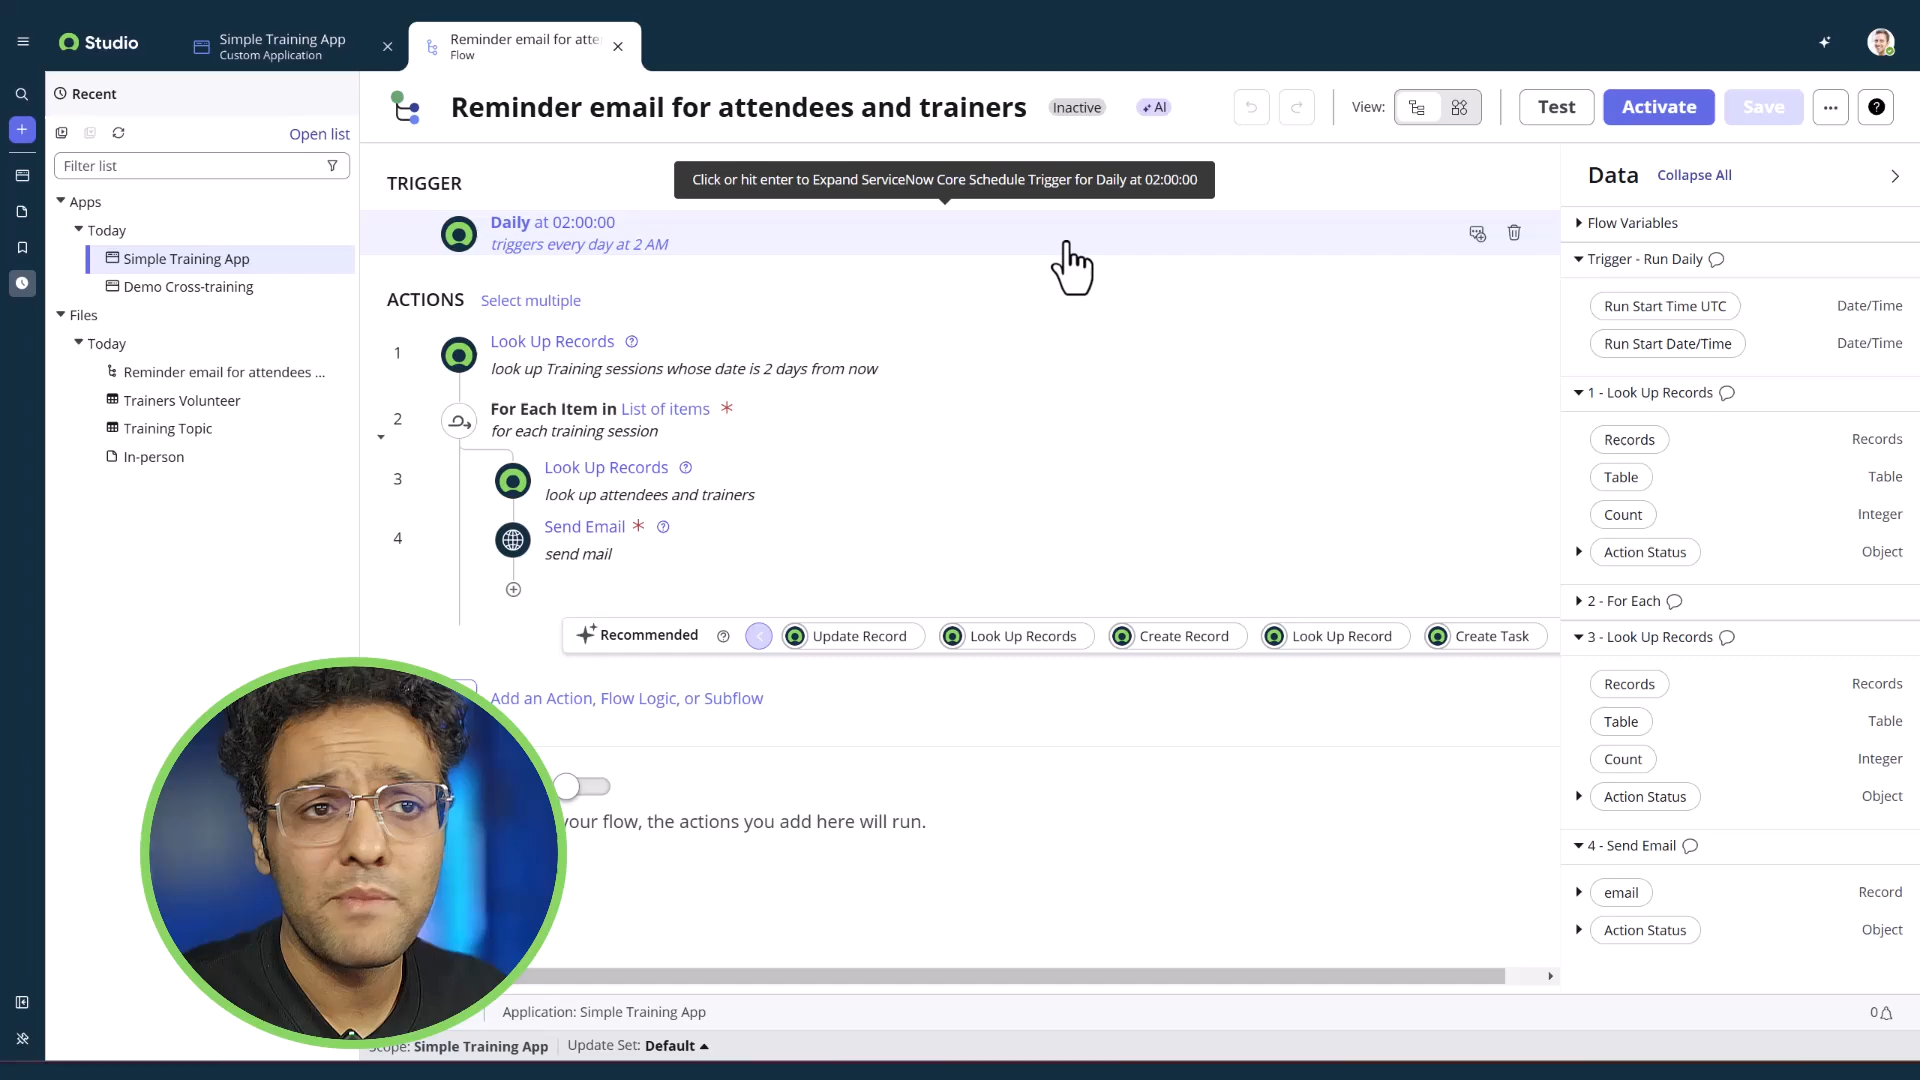 Studio
Simple Training App
Custom Application
Reminder email for atte
Flow
Recent
Open list
Filter list
Apps
Today
Simple Training App
Demo Cross-training
Files
Today
Reminder email for attendees ...
Trainers Volunteer
Training Topic
In-person
Reminder email for attendees and trainers
Inactive
AI
View:
Test
Activate
Save
TRIGGER
Click or hit enter to Expand ServiceNow Core Schedule Trigger for Daily at 02:00:00
Daily at 02:00:00
triggers every day at 2 AM
ACTIONS Select multiple
1
Look Up Records
look up Training sessions whose date is 2 days from now
2
For Each Item in List of items *
for each training session
3
Look Up Records
look up attendees and trainers
4
Send Email *
send mail
Recommended
Update Record
Look Up Records
Create Record
Look Up Record
Create Task
Add an Action, Flow Logic, or Subflow
your flow, the actions you add here will run.
Data Collapse All
Flow Variables
Trigger - Run Daily
Run Start Time UTC Date/Time
Run Start Date/Time Date/Time
1 - Look Up Records
Records Records
Table Table
Count Integer
Action Status Object
2 - For Each
3 - Look Up Records
Records Records
Table Table
Count Integer
Action Status Object
4 - Send Email
email Record
Action Status Object
Application: Simple Training App
0
Scope: Simple Training App
Update Set: Default